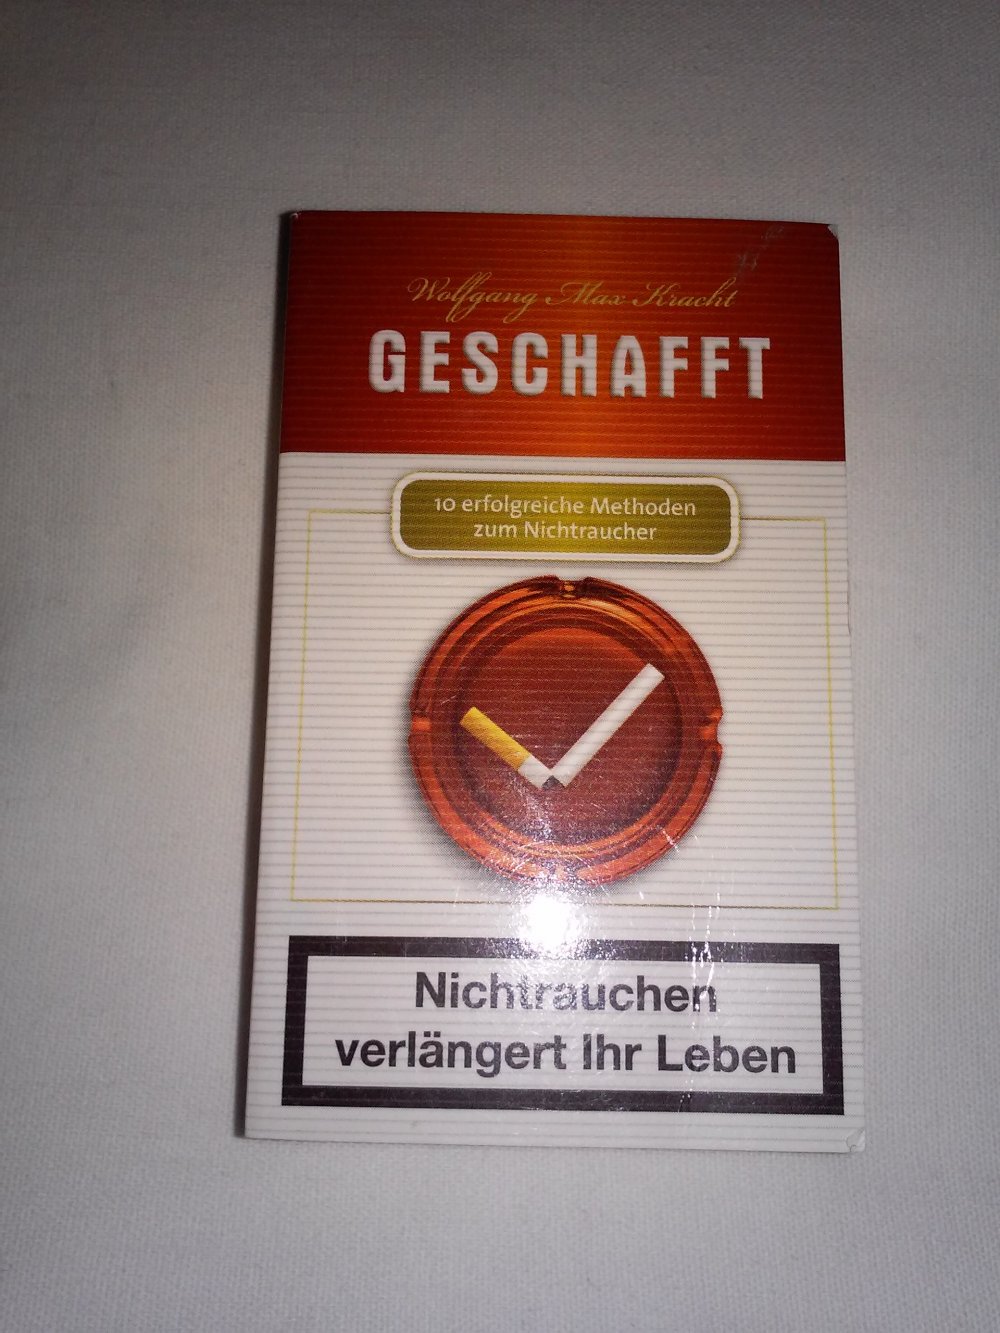 Wolfgang Max Kracht
GESCHAFFT
10 erfolgreiche Methoden
zum Nichtraucher
Nichtrauchen
verlängert Ihr Leben